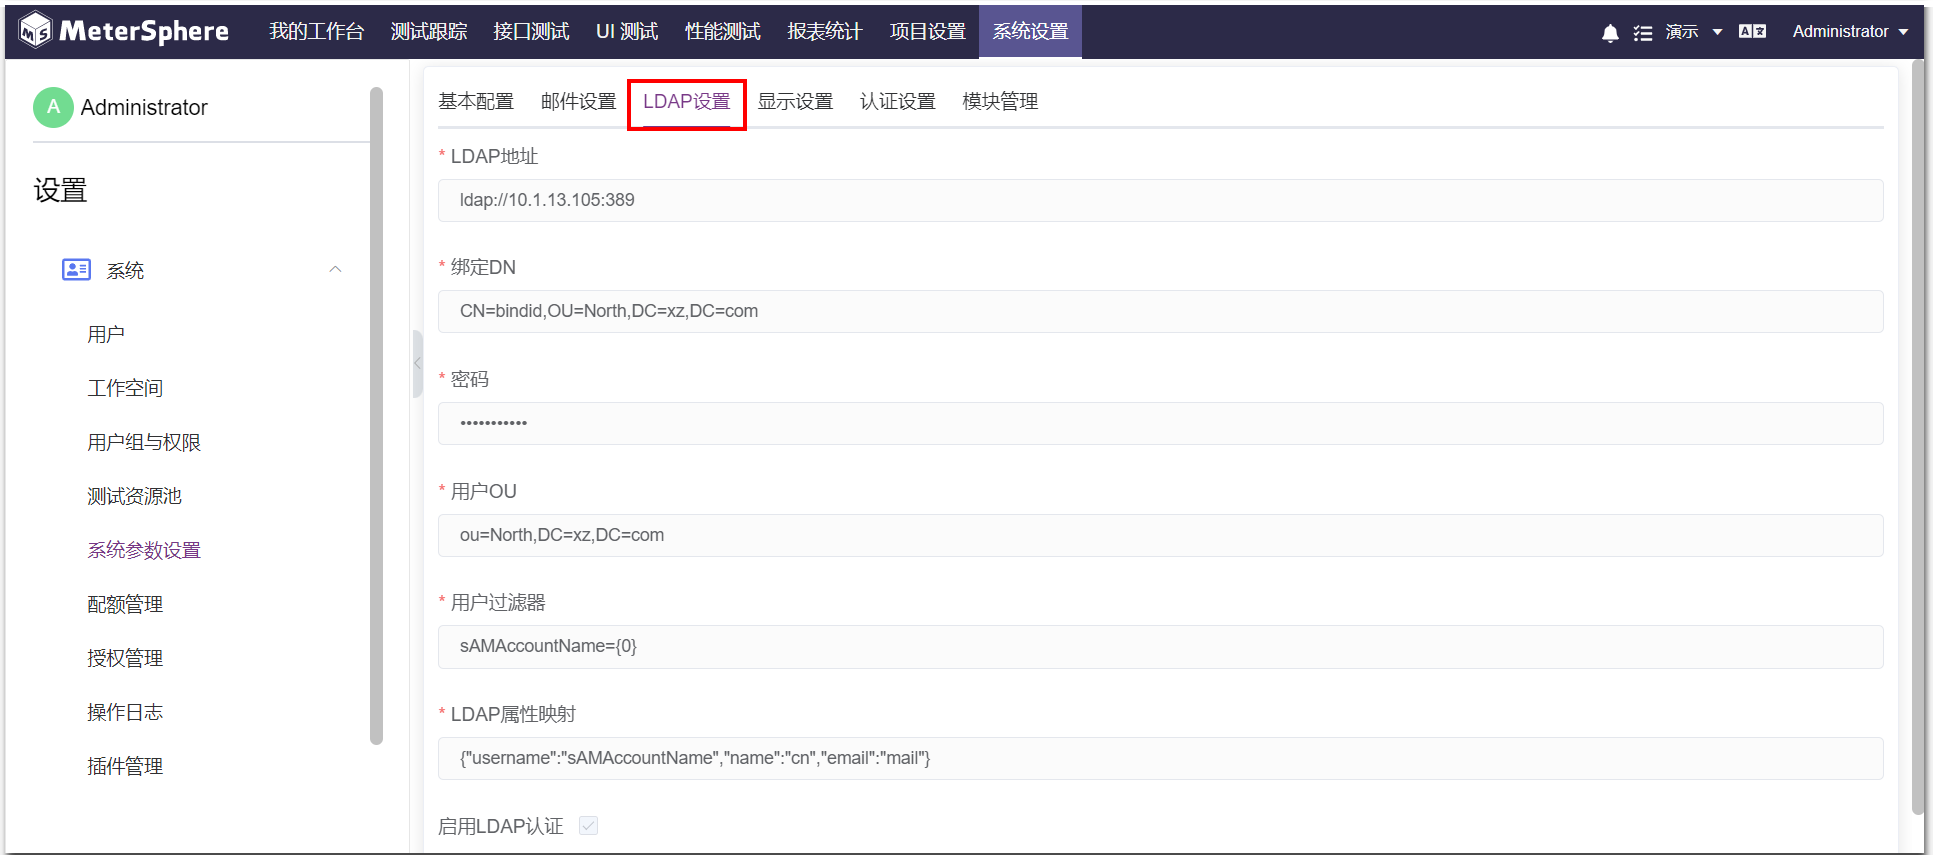 MeterSphere 我的工作台 测试跟踪 接口测试 UI 测试 性能测试 报表统计 项目设置 系统设置 演示 Administrator
A Administrator
设置
系统
用户
工作空间
用户组与权限
测试资源池
系统参数设置
配额管理
授权管理
操作日志
插件管理
基本配置 邮件设置 LDAP设置 显示设置 认证设置 模块管理
* LDAP地址
ldap://10.1.13.105:389
* 绑定DN
CN=bindid,OU=North,DC=xz,DC=com
* 密码
•••••••••••
* 用户OU
ou=North,DC=xz,DC=com
* 用户过滤器
sAMAccountName={0}
* LDAP属性映射
{"username":"sAMAccountName","name":"cn","email":"mail"}
启用LDAP认证